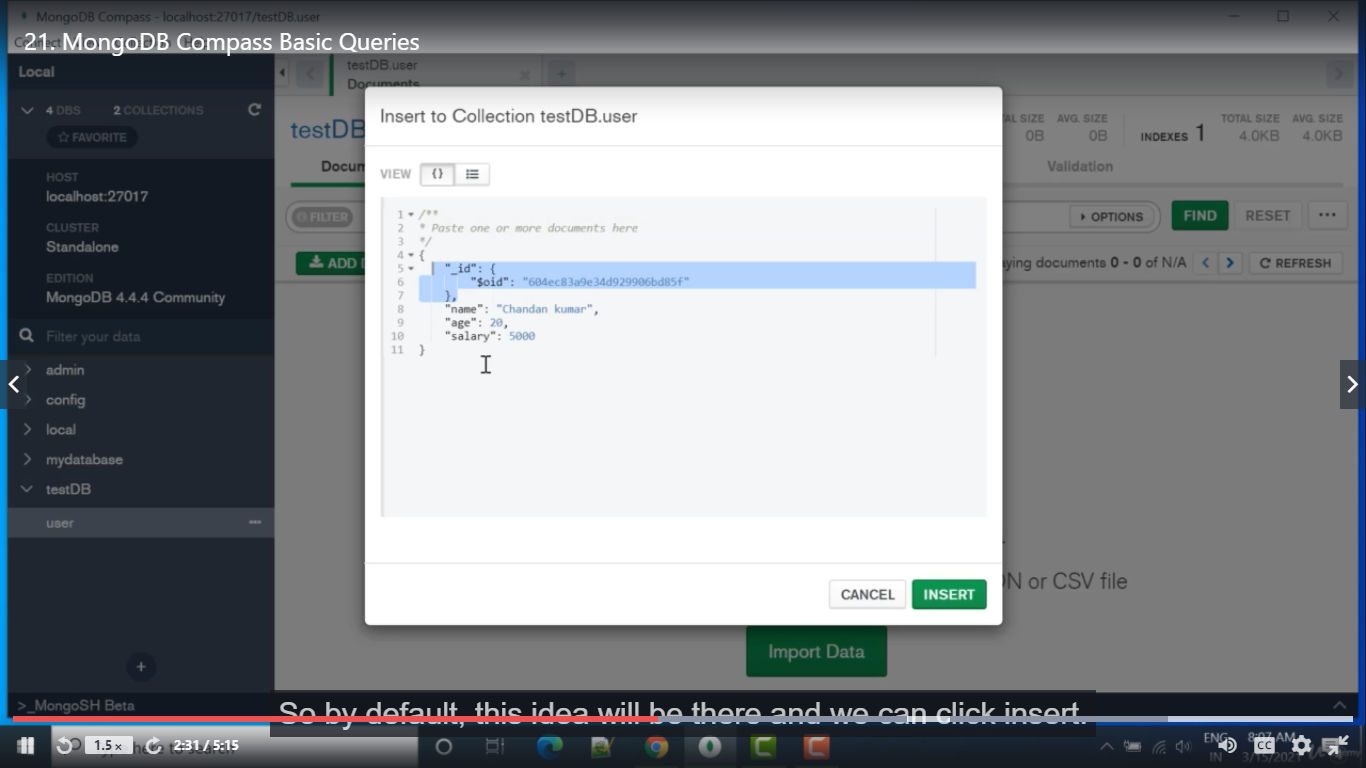 MongoDB Compass - localhost:27017/testDB.user
21. MongoDB Compass Basic Queries
Local
testDB.user
Documents
4 DBS 2 COLLECTIONS
FAVORITE
HOST
localhost:27017
CLUSTER
Standalone
EDITION
MongoDB 4.4.4 Community
Filter your data
admin
config
local
mydatabase
testDB
user
>_MongoSH Beta
testDB
AVG. SIZE
0B 0B
INDEXES 1
TOTAL SIZE AVG. SIZE
4.0KB 4.0KB
Docum
Validation
FILTER
OPTIONS
FIND
RESET
ADD
aying documents 0 - 0 of N/A
REFRESH
Insert to Collection testDB.user
VIEW {}
1 /**
2 * Paste one or more documents here
3 */
4 {
5 "_id": {
6 "$oid": "604ec83a9e34d929906bd85f"
7 },
8 "name": "Chandan kumar",
9 "age": 20,
10 "salary": 5000
11 }
CANCEL
INSERT
N or CSV file
Import Data
So by default, this idea will be there and we can click insert.
1.5x
here to search
2:31 / 5:15
ENG
IN
8:07 AM
3/15/2021
CC